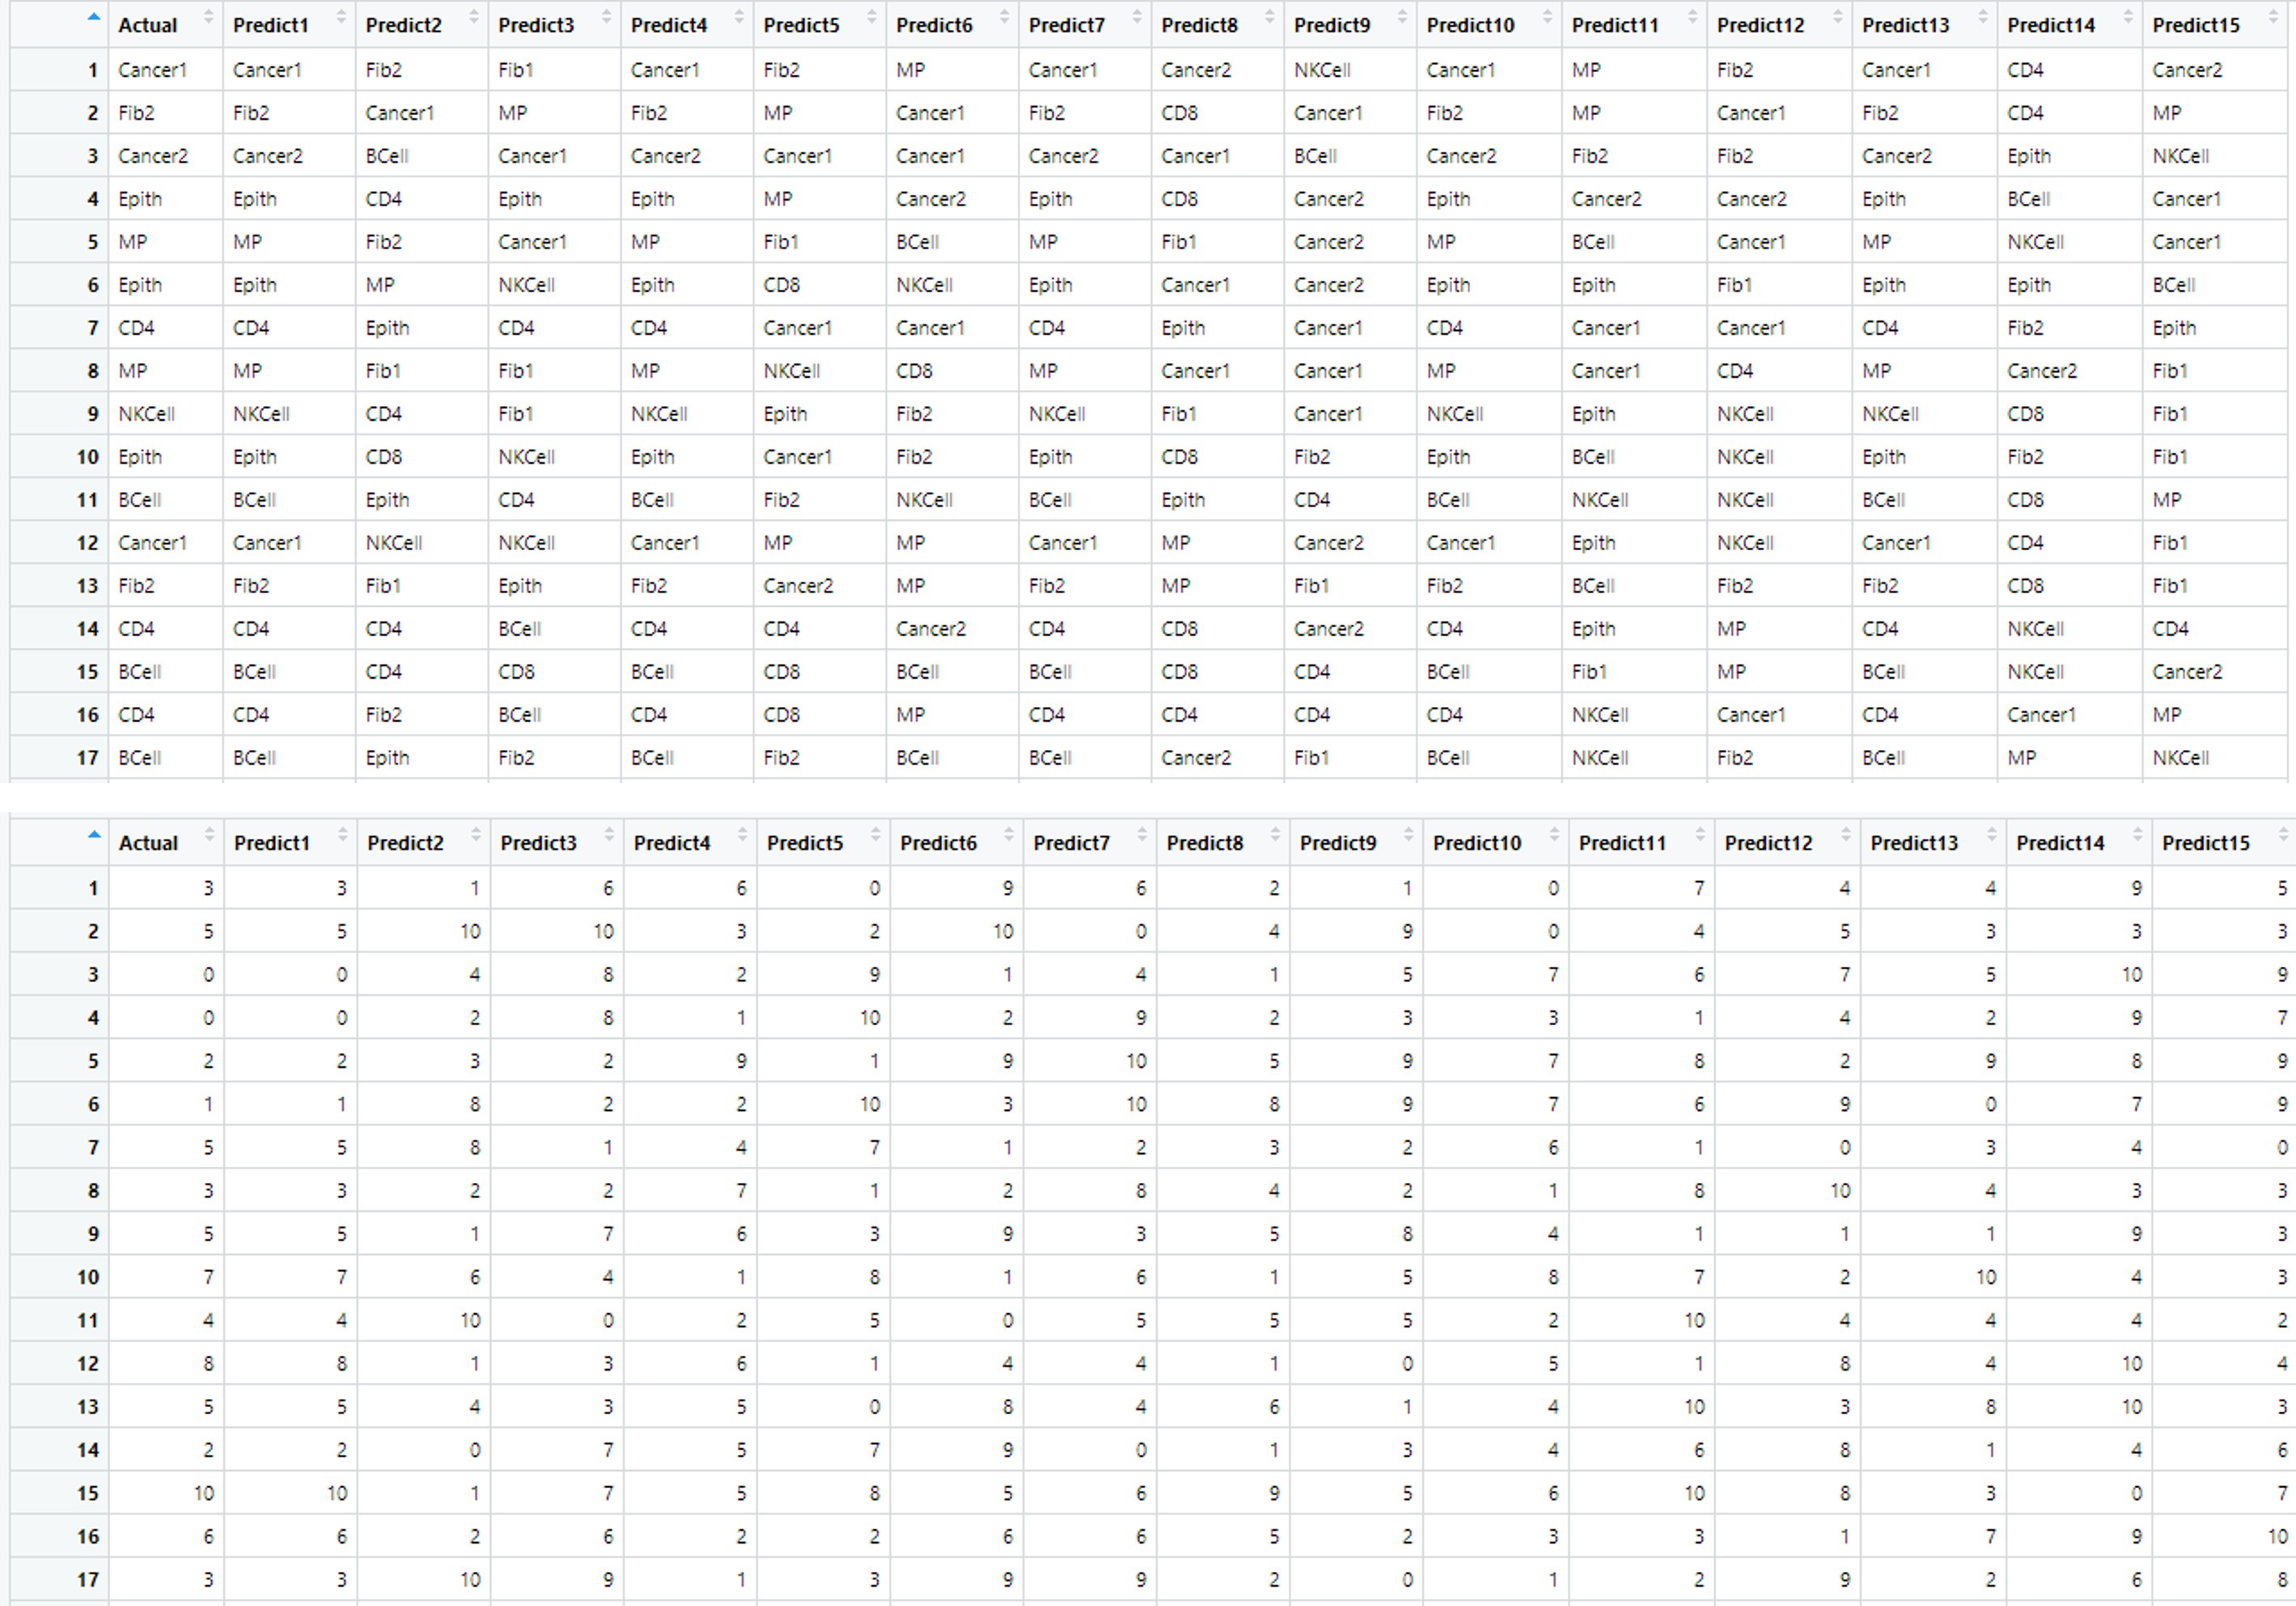 Actual Predict1 Predict2 Predict3 Predict4 Predict5 Predict6 Predict7 Predict8 Predict9 Predict10 Predict11 Predict12 Predict13 Predict14 Predict15
1 Cancer1 Cancer1 Fib2 Fib1 Cancer1 Fib2 MP Cancer1 Cancer2 NKCell Cancer1 MP Fib2 Cancer1 CD4 Cancer2
2 Fib2 Fib2 Cancer1 MP Fib2 MP Cancer1 Fib2 CD8 Cancer1 Fib2 MP Cancer1 Fib2 CD4 MP
3 Cancer2 Cancer2 BCell Cancer1 Cancer2 Cancer1 Cancer1 Cancer2 Cancer1 BCell Cancer2 Fib2 Fib2 Cancer2 Epith NKCell
4 Epith Epith CD4 Epith Epith MP Cancer2 Epith CD8 Cancer2 Epith Cancer2 Cancer2 Epith BCell Cancer1
5 MP MP Fib2 Cancer1 MP Fib1 BCell MP Fib1 Cancer2 MP BCell Cancer1 MP NKCell Cancer1
6 Epith Epith MP NKCell Epith CD8 NKCell Epith Cancer1 Cancer2 Epith Epith Fib1 Epith Epith BCell
7 CD4 CD4 Epith CD4 CD4 Cancer1 Cancer1 CD4 Epith Cancer1 CD4 Cancer1 Cancer1 CD4 Fib2 Epith
8 MP MP Fib1 Fib1 MP NKCell CD8 MP Cancer1 Cancer1 MP Cancer1 CD4 MP Cancer2 Fib1
9 NKCell NKCell CD4 Fib1 NKCell Epith Fib2 NKCell Fib1 Cancer1 NKCell Epith NKCell NKCell CD8 Fib1
10 Epith Epith CD8 NKCell Epith Cancer1 Fib2 Epith CD8 Fib2 Epith BCell NKCell Epith Fib2 Fib1
11 BCell BCell Epith CD4 BCell Fib2 NKCell BCell Epith CD4 BCell NKCell NKCell BCell CD8 MP
12 Cancer1 Cancer1 NKCell NKCell Cancer1 MP MP Cancer1 MP Cancer2 Cancer1 Epith NKCell Cancer1 CD4 Fib1
13 Fib2 Fib2 Fib1 Epith Fib2 Cancer2 MP Fib2 MP Fib1 Fib2 BCell Fib2 Fib2 CD8 Fib1
14 CD4 CD4 CD4 BCell CD4 CD4 Cancer2 CD4 CD8 Cancer2 CD4 Epith MP CD4 NKCell CD4
15 BCell BCell CD4 CD8 BCell CD8 BCell BCell CD8 CD4 BCell Fib1 MP BCell NKCell Cancer2
16 CD4 CD4 Fib2 BCell CD4 CD8 MP CD4 CD4 CD4 CD4 NKCell Cancer1 CD4 Cancer1 MP
17 BCell BCell Epith Fib2 BCell Fib2 BCell BCell Cancer2 Fib1 BCell NKCell Fib2 BCell MP NKCell
Actual Predict1 Predict2 Predict3 Predict4 Predict5 Predict6 Predict7 Predict8 Predict9 Predict10 Predict11 Predict12 Predict13 Predict14 Predict15
1 3 3 1 6 6 0 9 6 2 1 0 7 4 4 9 5
2 5 5 10 10 3 2 10 0 4 9 0 4 5 3 3 3
3 0 0 4 8 2 9 1 4 1 5 7 6 7 5 10 9
4 0 0 2 8 1 10 2 9 2 3 3 1 4 2 9 7
5 2 2 3 2 9 1 9 10 5 9 7 8 2 9 8 9
6 1 1 8 2 2 10 3 10 8 9 7 6 9 0 7 9
7 5 5 8 1 4 7 1 2 3 2 6 1 0 3 4 0
8 3 3 2 2 7 1 2 8 4 2 1 8 10 4 3 3
9 5 5 1 7 6 3 9 3 5 8 4 1 1 1 9 3
10 7 7 6 4 1 8 1 6 1 5 8 7 2 10 4 3
11 4 4 10 0 2 5 0 5 5 5 2 10 4 4 4 2
12 8 8 1 3 6 1 4 4 1 0 5 1 8 4 10 4
13 5 5 4 3 5 0 8 4 6 1 4 10 3 8 10 3
14 2 2 0 7 5 7 9 0 1 3 4 6 8 1 4 6
15 10 10 1 7 5 8 5 6 9 5 6 10 8 3 0 7
16 6 6 2 6 2 2 6 6 5 2 3 3 1 7 9 10
17 3 3 10 9 1 3 9 9 2 0 1 2 9 2 6 8